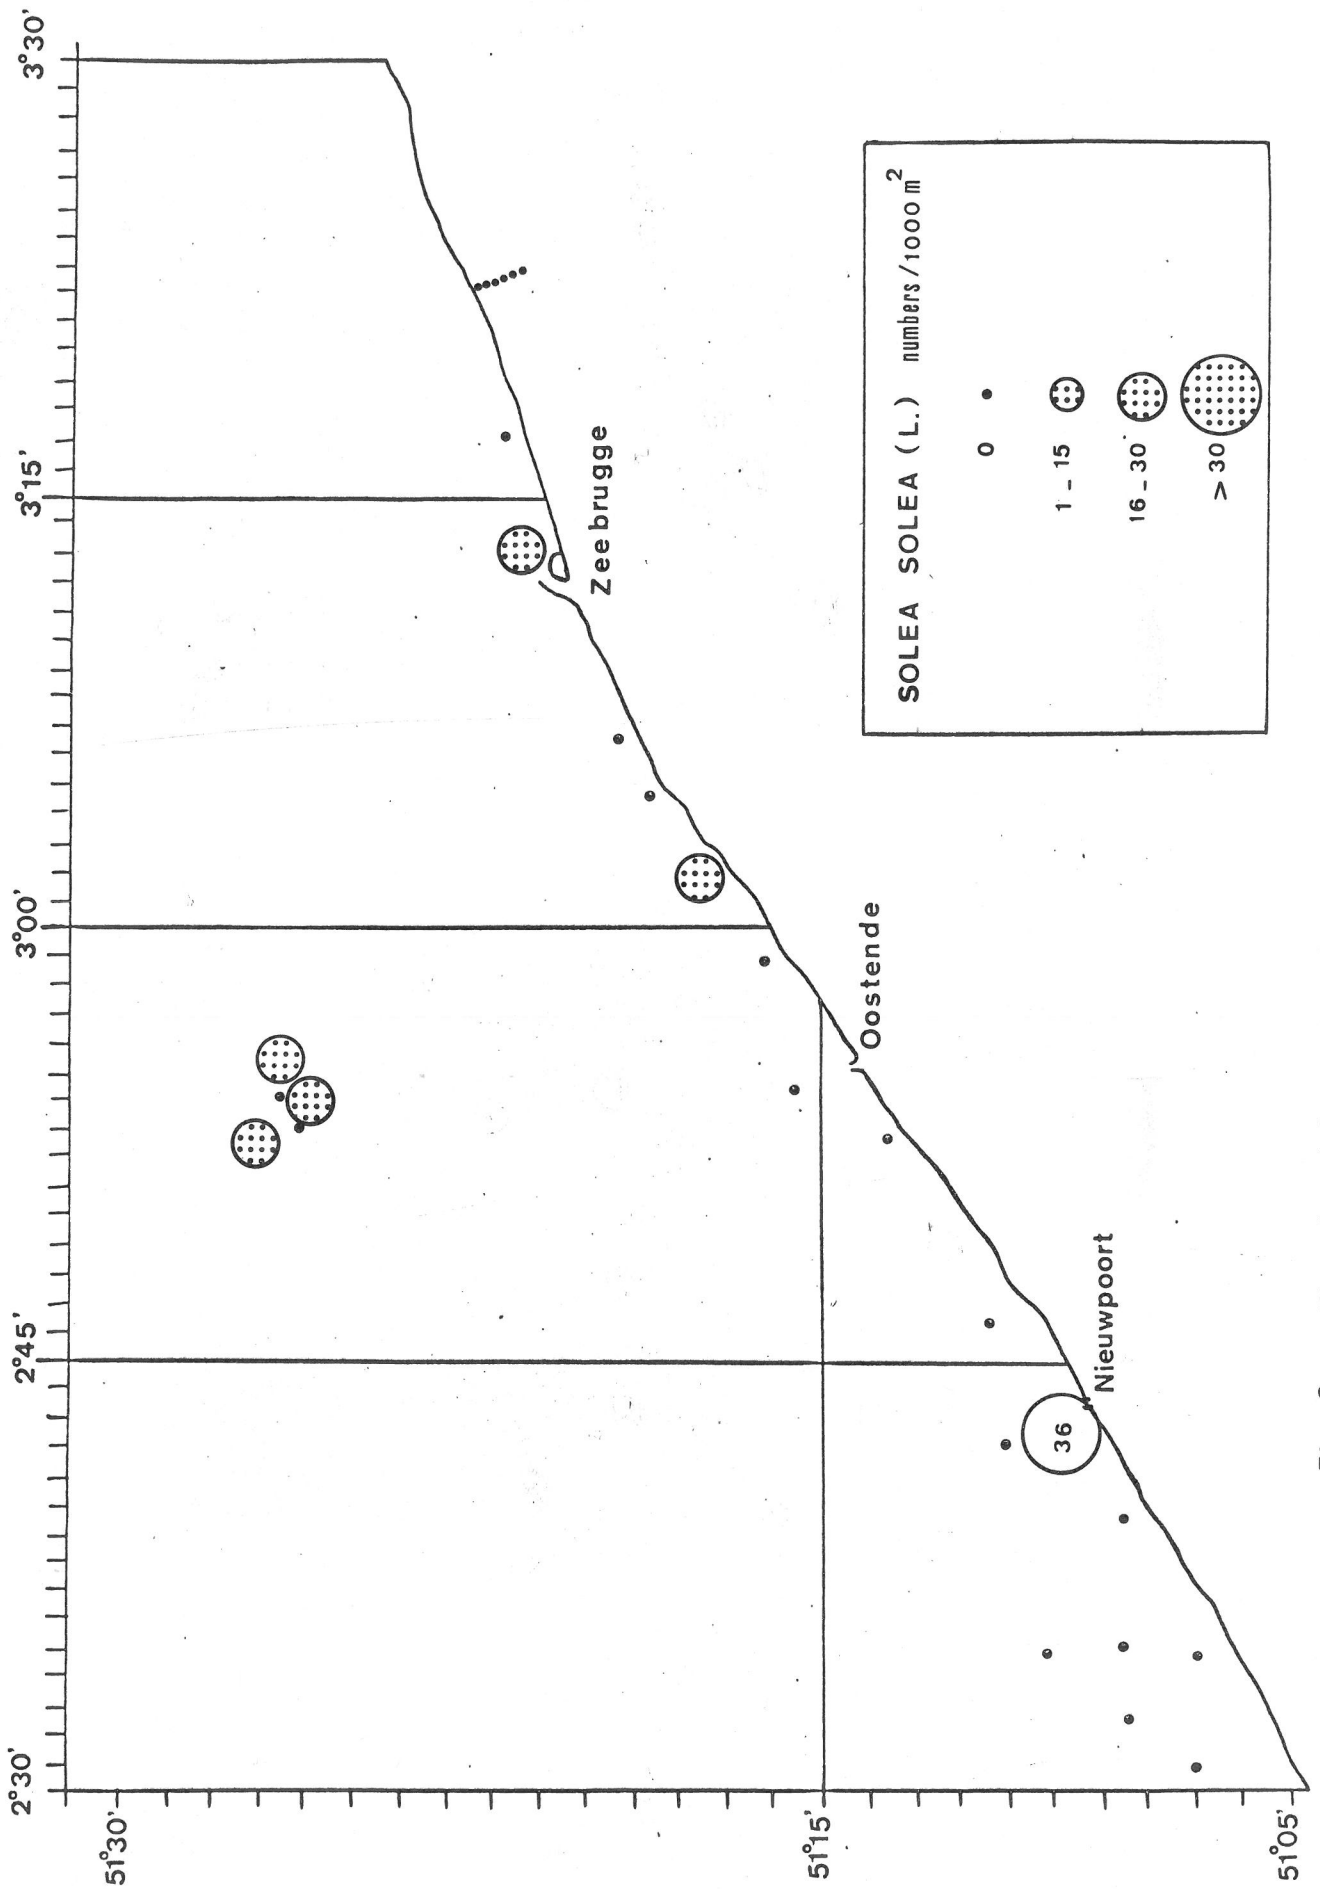 3°30'
3°15'
3°00'
2°45'
2°30'
51°30'
51°15'
51°05'
Zeebrugge
Oostende
Nieuwpoort
36
SOLEA SOLEA (L.) numbers/1000 m²
0
1 - 15
16 - 30
> 30